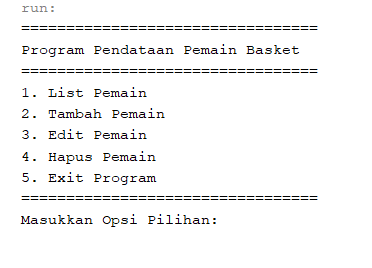 run:
=================================
Program Pendataan Pemain Basket
=================================
1. List Pemain
2. Tambah Pemain
3. Edit Pemain
4. Hapus Pemain
5. Exit Program
=================================
Masukkan Opsi Pilihan: